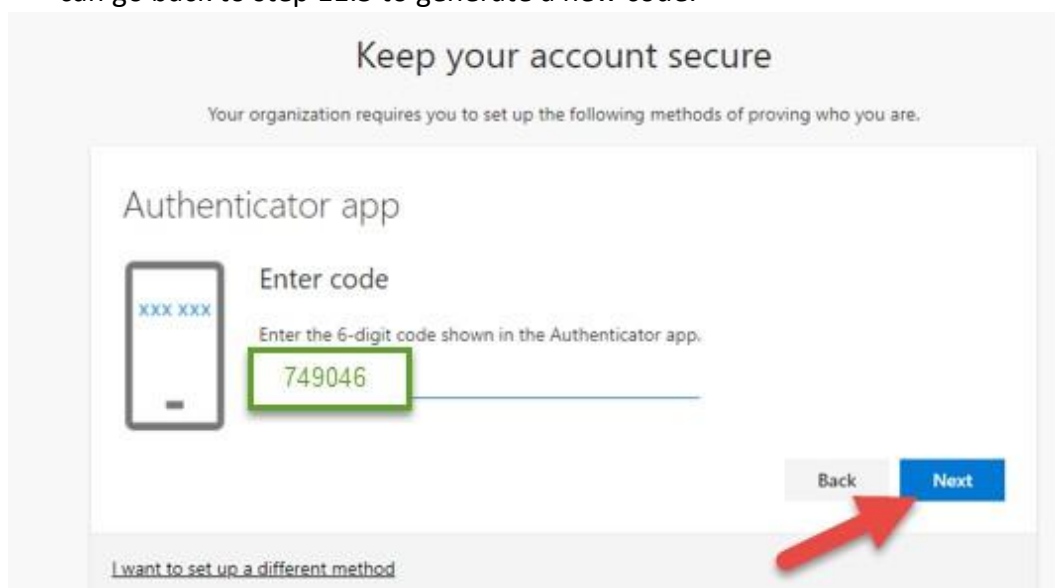 can go back to step 11.3 to generate a new code.
Keep your account secure
Your organization requires you to set up the following methods of proving who you are.
Authenticator app
xxx xxx
Enter code
Enter the 6-digit code shown in the Authenticator app.
749046
Back
Next
I want to set up a different method